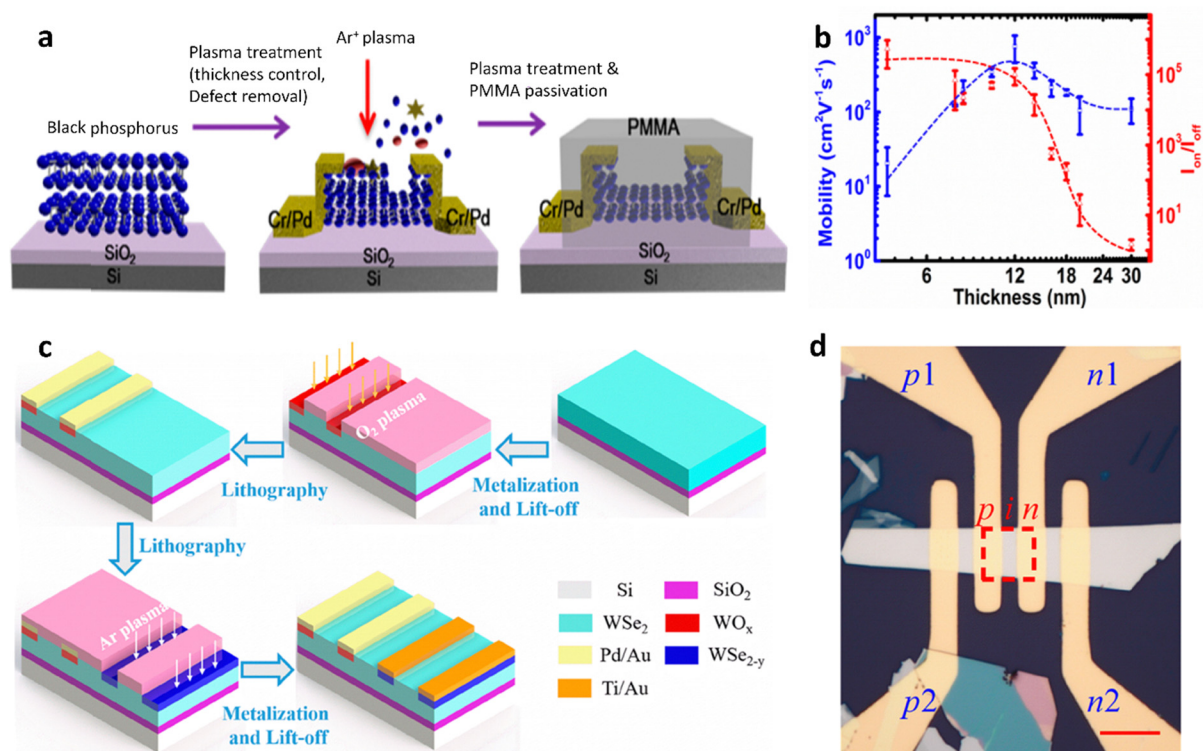 a
Plasma treatment
(thickness control,
Defect removal)
Ar⁺ plasma
Plasma treatment &
PMMA passivation
Black phosphorus
PMMA
Cr/Pd
Cr/Pd
Cr/Pd
Cr/Pd
SiO₂
Si
SiO₂
Si
SiO₂
Si
b
Mobility (cm²V⁻¹s⁻¹)
10³
10²
10¹
10⁰
10⁵
10³
10¹
I_on/I_off
6 12 18 24 30
Thickness (nm)
c
O₂ plasma
Lithography
Metalization
and Lift-off
Lithography
Ar plasma
Metalization
and Lift-off
Si
SiO₂
WSe₂
WOₓ
Pd/Au
WSe₂₋ᵧ
Ti/Au
d
p1
n1
p i n
p2
n2